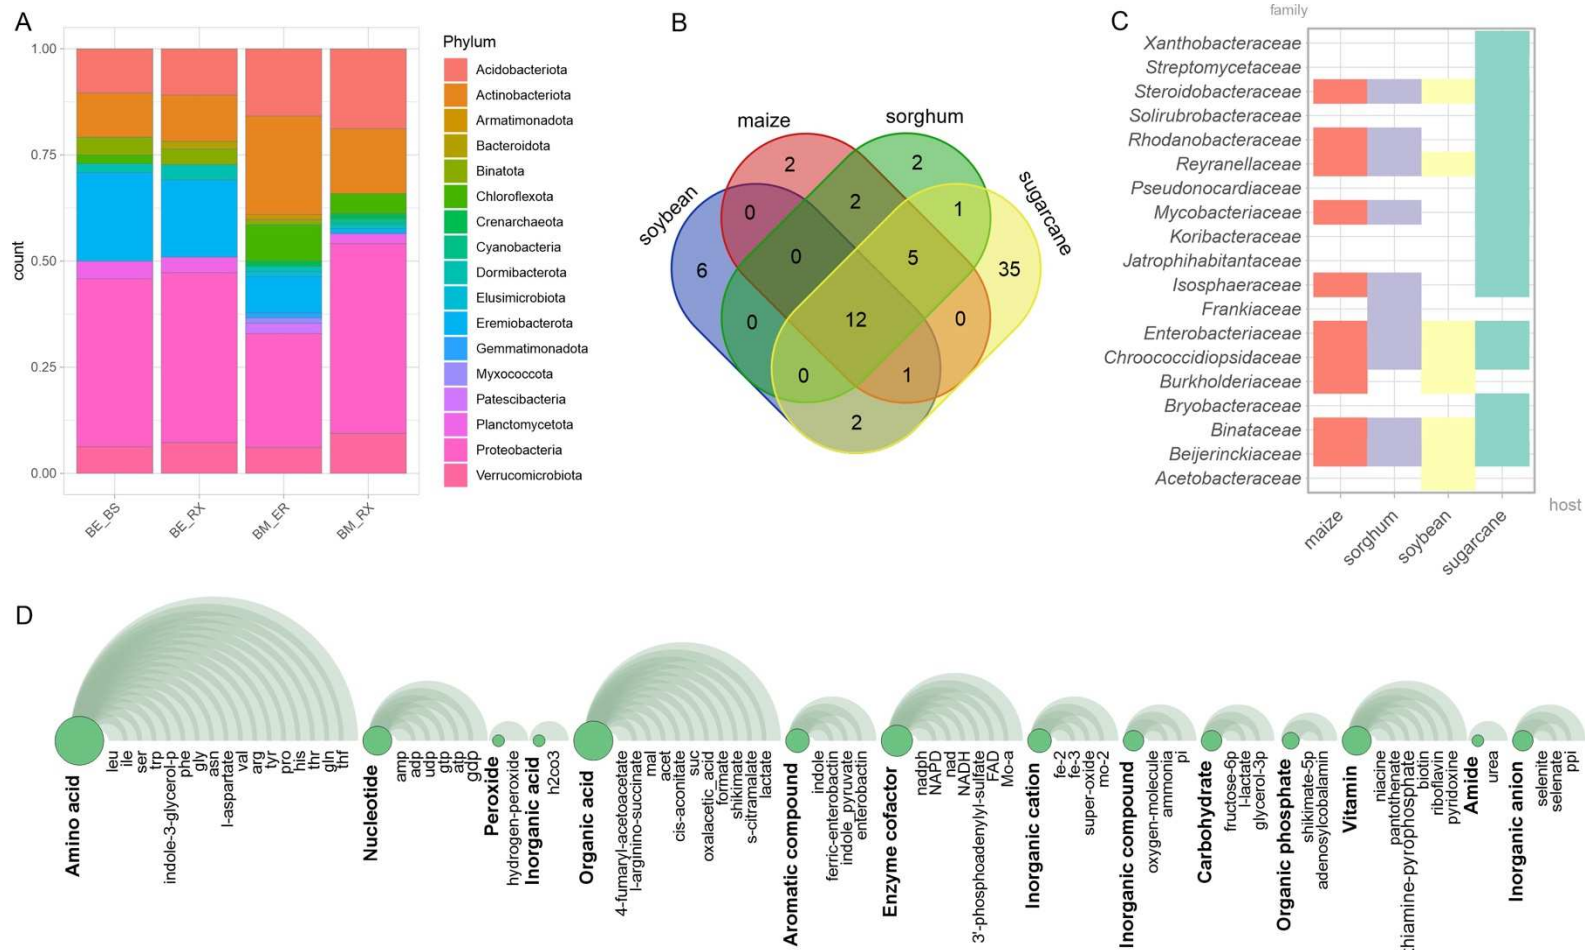 A
1.00
0.75
0.50
0.25
0.00
count
BE_BS
BE_RX
BM_ER
BM_RX
Phylum
Acidobacteriota
Actinobacteriota
Armatimonadota
Bacteroidota
Binatota
Chloroflexota
Crenarchaeota
Cyanobacteria
Dormibacterota
Elusimicrobiota
Eremiobacterota
Gemmatimonadota
Myxococcota
Patescibacteria
Planctomycetota
Proteobacteria
Verrucomicrobiota
B
soybean
maize
sorghum
sugarcane
2
2
0
2
1
6
0
5
35
0
12
0
0
1
2
C
family
Xanthobacteraceae
Streptomycetaceae
Steroidobacteraceae
Solirubrobacteraceae
Rhodanobacteraceae
Reyranellaceae
Pseudonocardiaceae
Mycobacteriaceae
Koribacteraceae
Jatrophihabitantaceae
Isosphaeraceae
Frankiaceae
Enterobacteriaceae
Chroococcidiopsidaceae
Burkholderiaceae
Bryobacteraceae
Binataceae
Beijerinckiaceae
Acetobacteraceae
host
maize
sorghum
soybean
sugarcane
D
Amino acid
leu
ile
ser
trp
indole-3-glycerol-p
phe
gly
asn
l-aspartate
val
arg
tyr
pro
his
thr
gln
thf
Nucleotide
amp
adp
udp
gtp
atp
gdp
Peroxide
hydrogen-peroxide
Inorganic acid
h2co3
Organic acid
4-fumaryl-acetoacetate
l-arginino-succinate
mal
acet
cis-aconitate
suc
oxalacetic_acid
formate
shikimate
s-citramalate
lactate
Aromatic compound
indole
ferric-enterobactin
indole_pyruvate
enterobactin
Enzyme cofactor
nadph
NAPD
nad
NADH
3'-phosphoadenylyl-sulfate
FAD
Mo-a
Inorganic cation
fe-2
fe-3
super-oxide
mo-2
Inorganic compound
oxygen-molecule
ammonia
pi
Carbohydrate
fructose-6p
l-lactate
glycerol-3p
Organic phosphate
shikimate-5p
adenosylcobalamin
Vitamin
niacine
pantothenate
thiamine-pyrophosphate
biotin
riboflavin
pyridoxine
Amide
urea
Inorganic anion
selenite
selenate
ppi